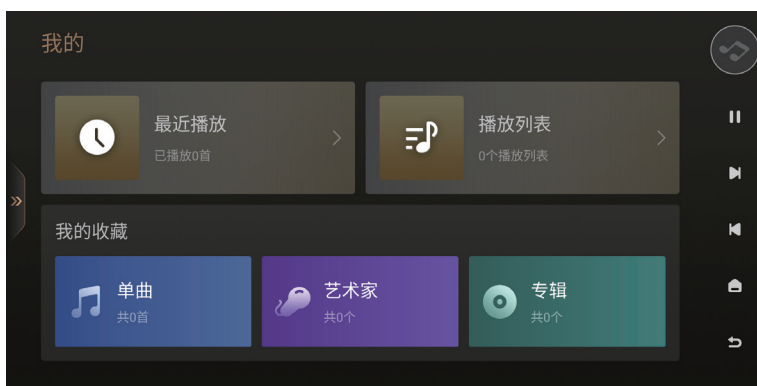 我的
最近播放
已播放0首
播放列表
0个播放列表
我的收藏
单曲
共0首
艺术家
共0个
专辑
共0个